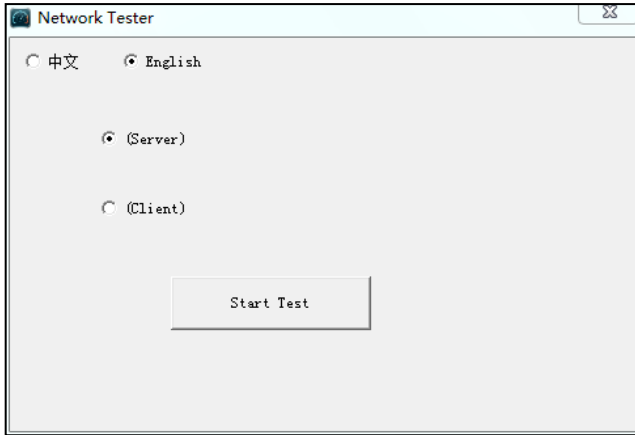 Network Tester
中文 English
(Server)
(Client)
Start Test